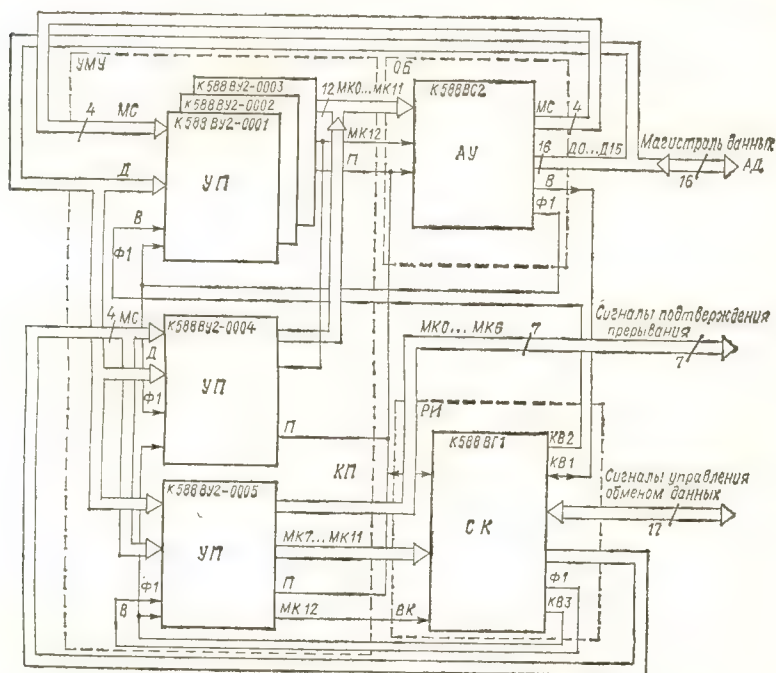 УМУ
К588ВУ2-0003
К588ВУ2-0002
К588ВУ2-0001
УП
4
МС
Д
В
Ф1
12 МК0...МК11
МК12
П
ОБ
К588ВС2
АУ
МС
4
16
Д0...Д15
В
Ф1
Магистраль данных
16
АД
4 МС
К588ВУ2-0004
Д
УП
Ф1
П
МК0...МК6
7
Сигналы подтверждения
прерывания
7
РИ
К588ВГ1
КВ2
КВ1
СК
КП
Сигналы управления
обменом данных
17
К588ВУ2-0005
УП
МК7...МК11
Ф1
В
П
МК12
ВК
Ф1
КВ3